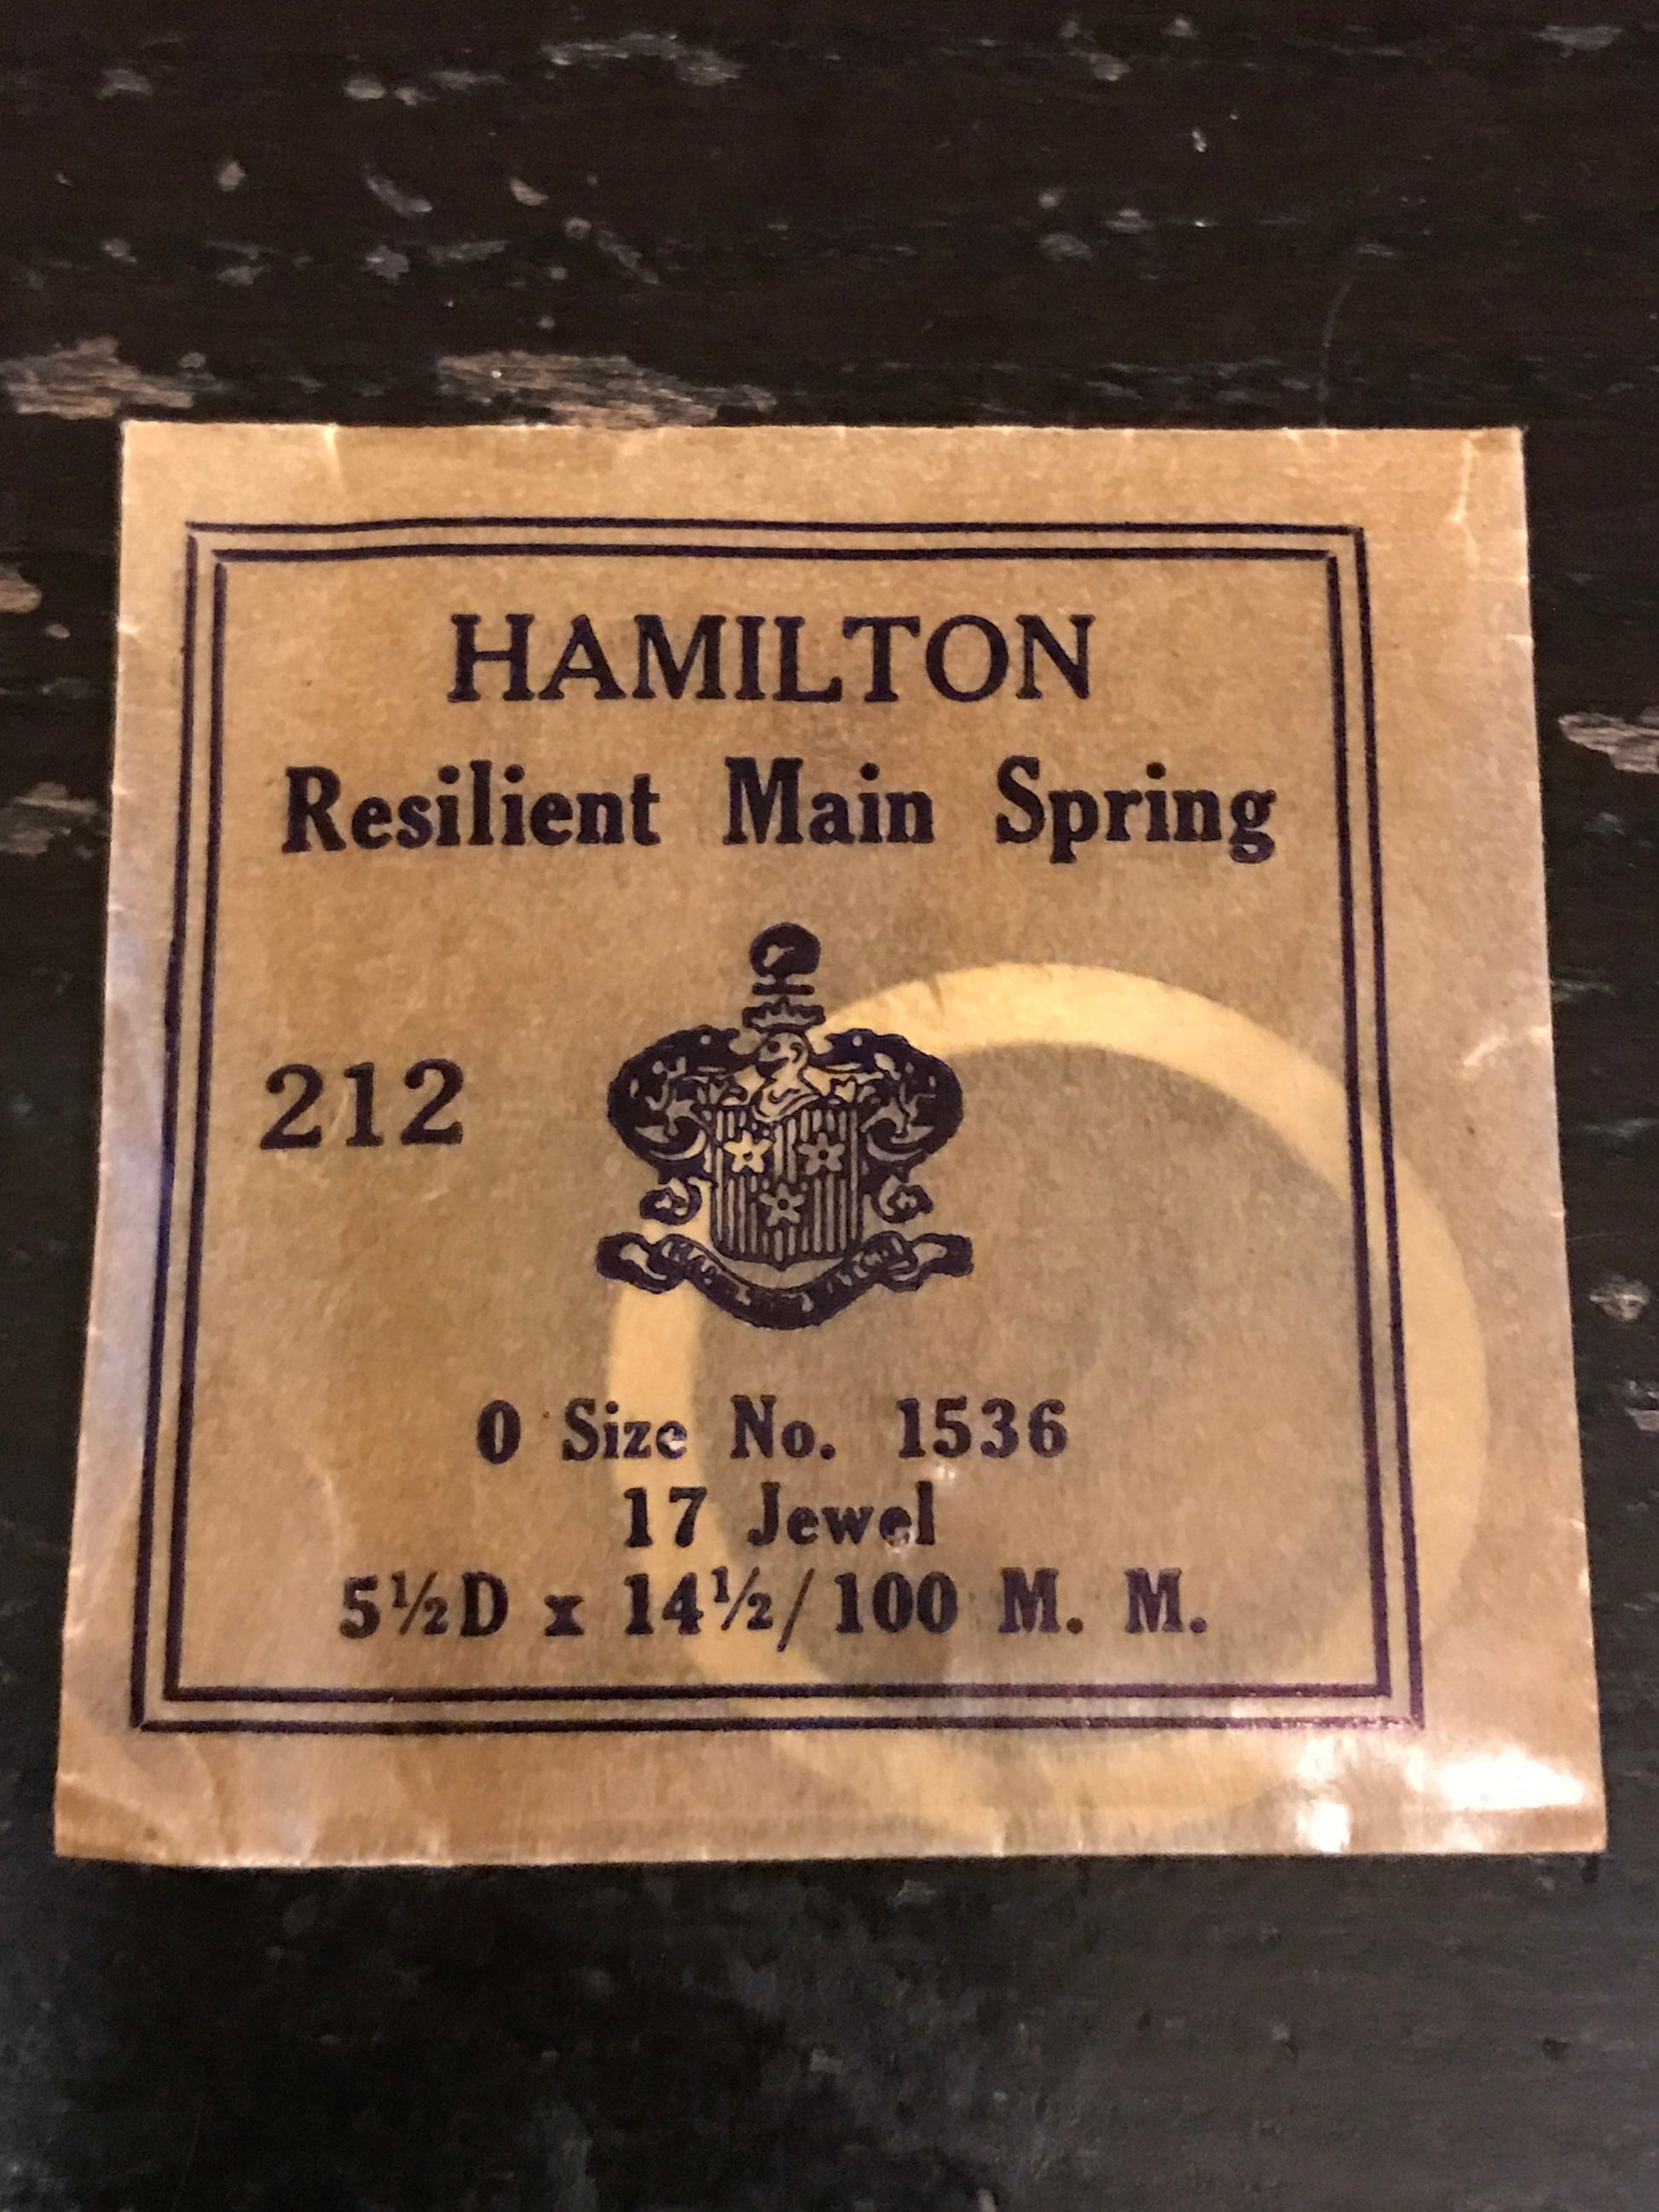 HAMILTON
Resilient Main Spring
212
0 Size No. 1536
17 Jewel
5½D x 14½/100 M. M.